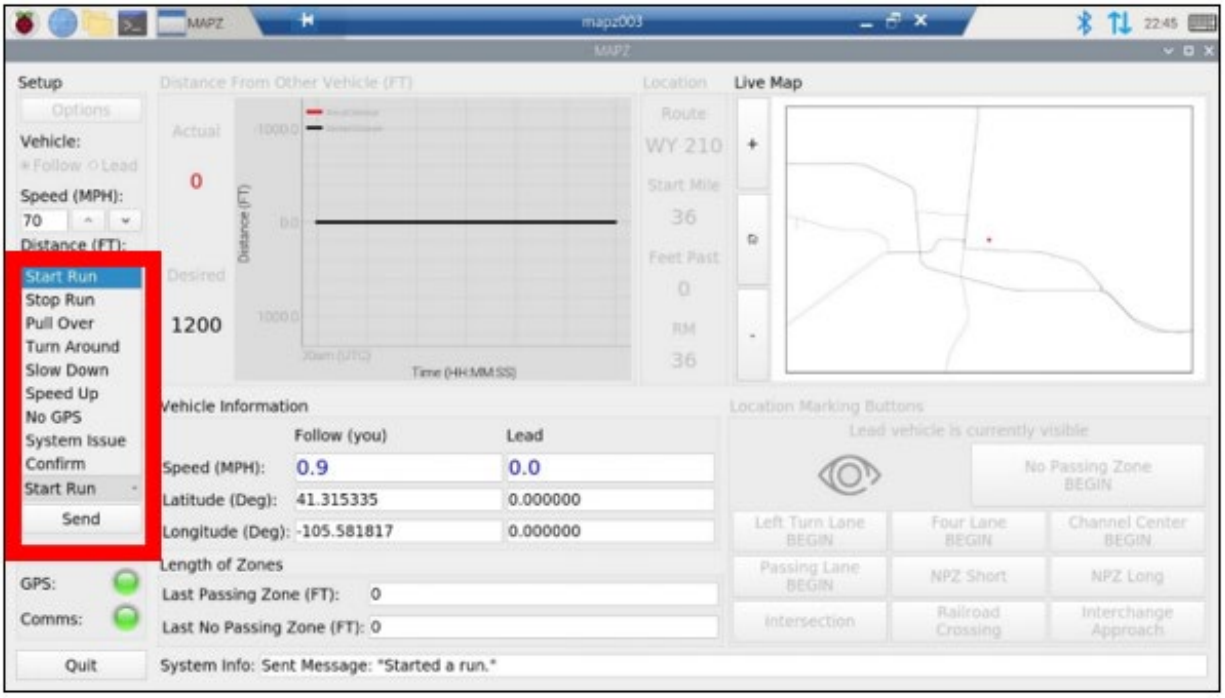 MAPZ
mapz003
22:45
MAPZ
Setup
Options
Vehicle:
Follow Lead
Speed (MPH):
70
Distance (FT):
Start Run
Stop Run
Pull Over
Turn Around
Slow Down
Speed Up
No GPS
System Issue
Confirm
Start Run
Send
GPS:
Comms:
Quit
Distance From Other Vehicle (FT)
Actual
0
Desired
1200
Distance (FT)
-1000.0
0.0
1000.0
Time (HH:MM:SS)
Location
Route
WY 210
Start Mile
36
Feet Past
0
RM
36
Live Map
+
-
Vehicle Information
Follow (you) Lead
Speed (MPH): 0.9 0.0
Latitude (Deg): 41.315335 0.000000
Longitude (Deg): -105.581817 0.000000
Length of Zones
Last Passing Zone (FT): 0
Last No Passing Zone (FT): 0
Location Marking Buttons
Lead vehicle is currently visible
No Passing Zone
BEGIN
Left Turn Lane
BEGIN
Four Lane
BEGIN
Channel Center
BEGIN
Passing Lane
BEGIN
NPZ Short
NPZ Long
Intersection
Railroad
Crossing
Interchange
Approach
System Info: Sent Message: "Started a run."